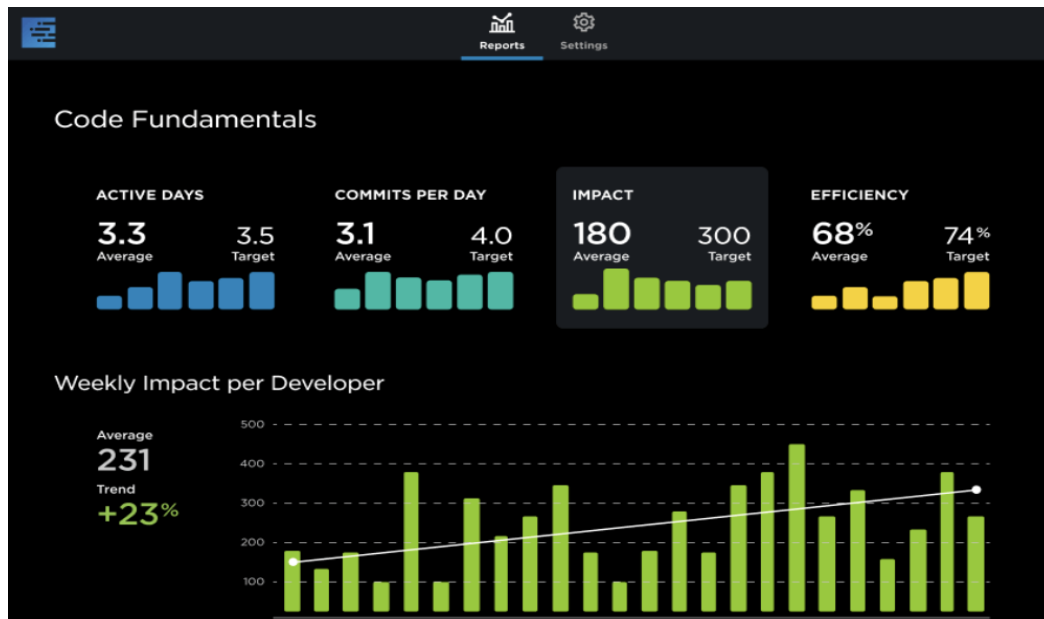 Reports Settings
Code Fundamentals
ACTIVE DAYS
3.3 3.5
Average Target
COMMITS PER DAY
3.1 4.0
Average Target
IMPACT
180 300
Average Target
EFFICIENCY
68% 74%
Average Target
Weekly Impact per Developer
Average
231
Trend
+23%
500
400
300
200
100